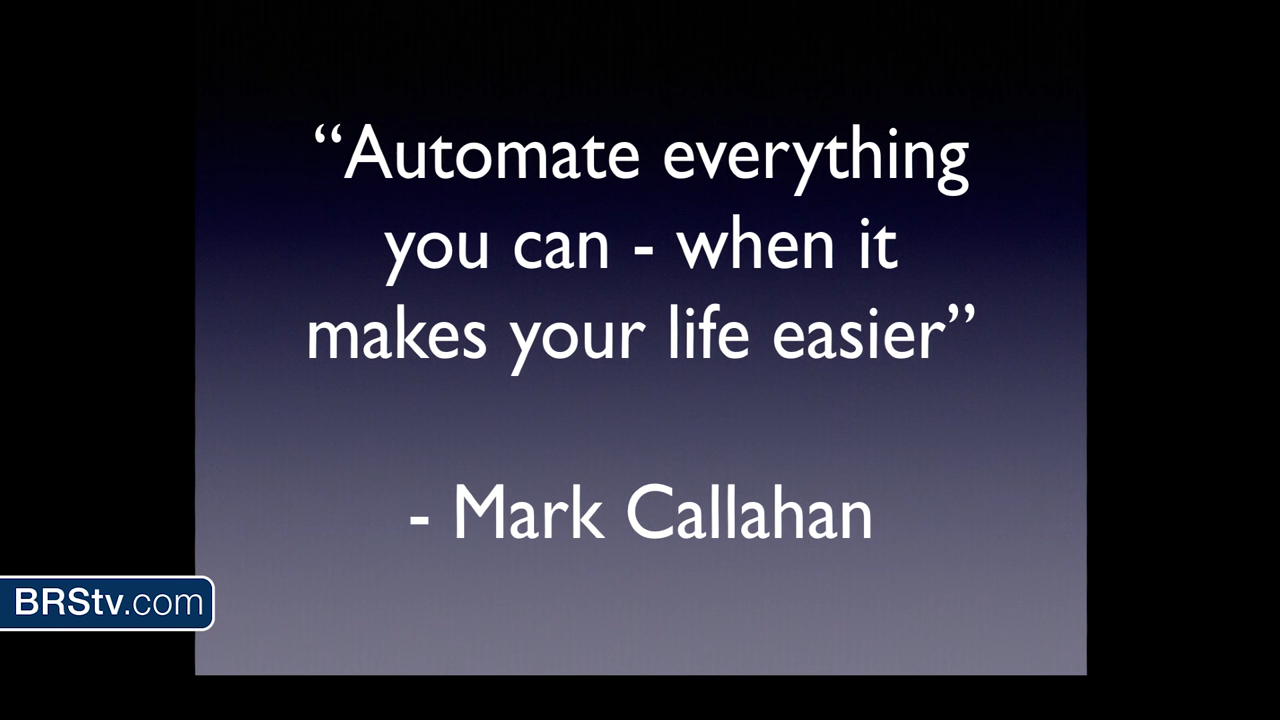 “Automate everything
you can - when it
makes your life easier”
- Mark Callahan
BRStv.com